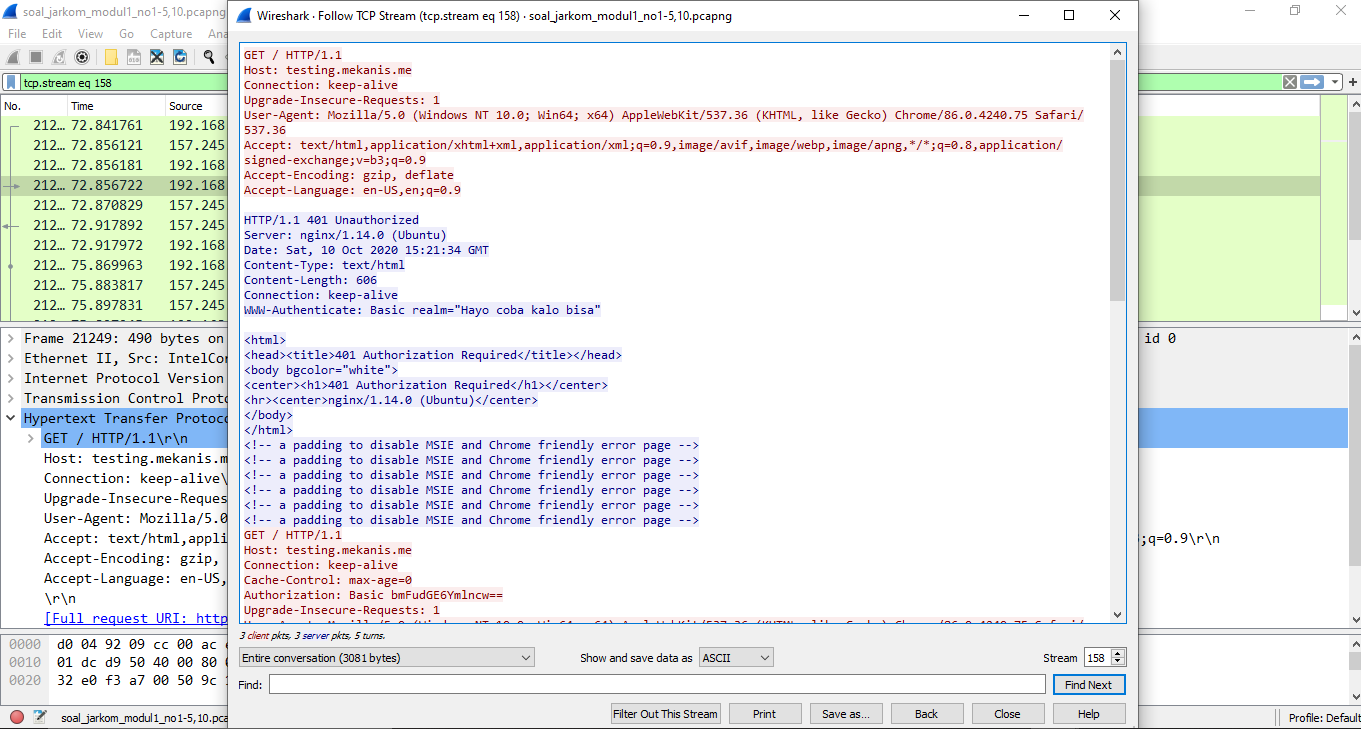 Wireshark · Follow TCP Stream (tcp.stream eq 158) · soal_jarkom_modul1_no1-5,10.pcapng
soal_jarkom_modul1_no1-5,10.pcapng
File Edit View Go Capture Ana
tcp.stream eq 158
No. Time Source
212… 72.841761 192.168
212… 72.856121 157.245
212… 72.856181 192.168
212… 72.856722 192.168
212… 72.870829 157.245
212… 72.917892 157.245
212… 72.917972 192.168
212… 75.869963 192.168
212… 75.883817 157.245
212… 75.897831 157.245
Frame 21249: 490 bytes on
id 0
Ethernet II, Src: IntelCor
Internet Protocol Version
Transmission Control Proto
Hypertext Transfer Protoco
GET / HTTP/1.1\r\n
Host: testing.mekanis.m
Connection: keep-alive\
Upgrade-Insecure-Reques
User-Agent: Mozilla/5.0
Accept: text/html,appli
;q=0.9\r\n
Accept-Encoding: gzip,
Accept-Language: en-US,
\r\n
[Full request URI: http
0000 d0 04 92 09 cc 00 ac
0010 01 dc d9 50 40 00 80 0
0020 32 e0 f3 a7 00 50 9c
GET / HTTP/1.1
Host: testing.mekanis.me
Connection: keep-alive
Upgrade-Insecure-Requests: 1
User-Agent: Mozilla/5.0 (Windows NT 10.0; Win64; x64) AppleWebKit/537.36 (KHTML, like Gecko) Chrome/86.0.4240.75 Safari/
537.36
Accept: text/html,application/xhtml+xml,application/xml;q=0.9,image/avif,image/webp,image/apng,*/*;q=0.8,application/
signed-exchange;v=b3;q=0.9
Accept-Encoding: gzip, deflate
Accept-Language: en-US,en;q=0.9
HTTP/1.1 401 Unauthorized
Server: nginx/1.14.0 (Ubuntu)
Date: Sat, 10 Oct 2020 15:21:34 GMT
Content-Type: text/html
Content-Length: 606
Connection: keep-alive
WWW-Authenticate: Basic realm="Hayo coba kalo bisa"
<html>
<head><title>401 Authorization Required</title></head>
<body bgcolor="white">
<center><h1>401 Authorization Required</h1></center>
<hr><center>nginx/1.14.0 (Ubuntu)</center>
</body>
</html>
<!-- a padding to disable MSIE and Chrome friendly error page -->
<!-- a padding to disable MSIE and Chrome friendly error page -->
<!-- a padding to disable MSIE and Chrome friendly error page -->
<!-- a padding to disable MSIE and Chrome friendly error page -->
<!-- a padding to disable MSIE and Chrome friendly error page -->
<!-- a padding to disable MSIE and Chrome friendly error page -->
GET / HTTP/1.1
Host: testing.mekanis.me
Connection: keep-alive
Cache-Control: max-age=0
Authorization: Basic bmFudGE6Ymlncw==
Upgrade-Insecure-Requests: 1
3 client pkts, 3 server pkts, 5 turns.
Entire conversation (3081 bytes) Show and save data as ASCII Stream 158
Find: Find Next
Filter Out This Stream Print Save as... Back Close Help
soal_jarkom_modul1_no1-5,10.pca
Profile: Default